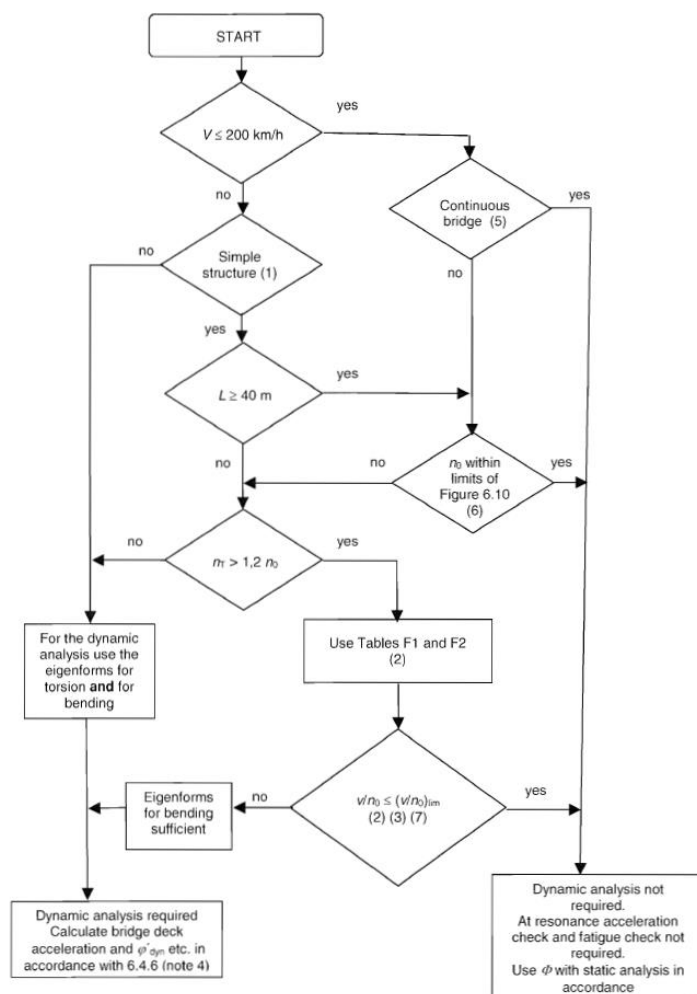 START
yes
V ≤ 200 km/h
no
Continuous
bridge (5)
yes
no
Simple
structure (1)
no
yes
L ≥ 40 m
yes
no
no
n₀ within
limits of
Figure 6.10
(6)
yes
no
nT > 1,2 n₀
yes
For the dynamic
analysis use the
eigenforms for
torsion and for
bending
Use Tables F1 and F2
(2)
Eigenforms
for bending
sufficient
no
v/n₀ ≤ (v/n₀)lim
(2) (3) (7)
yes
Dynamic analysis required
Calculate bridge deck
acceleration and φ'dyn etc. in
accordance with 6.4.6 (note 4)
Dynamic analysis not
required.
At resonance acceleration
check and fatigue check not
required.
Use Φ with static analysis in
accordance